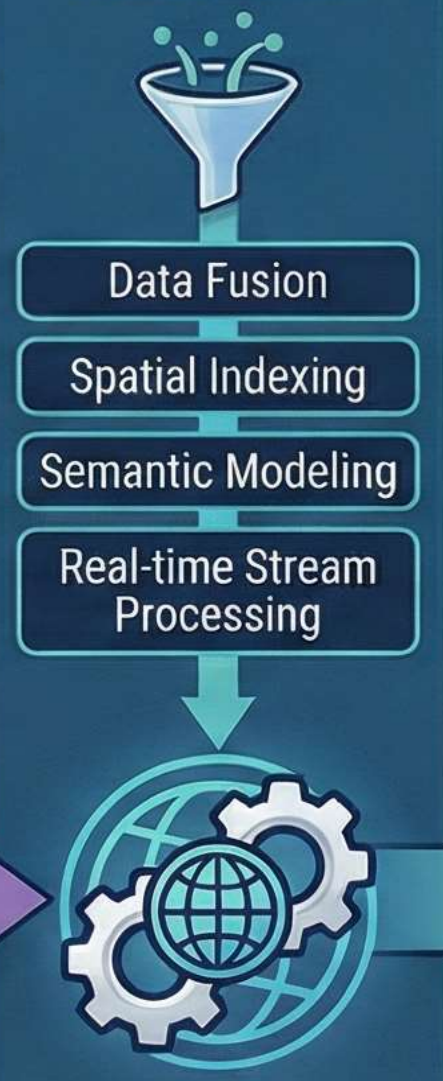 Data Fusion
Spatial Indexing
Semantic Modeling
Real-time Stream
Processing